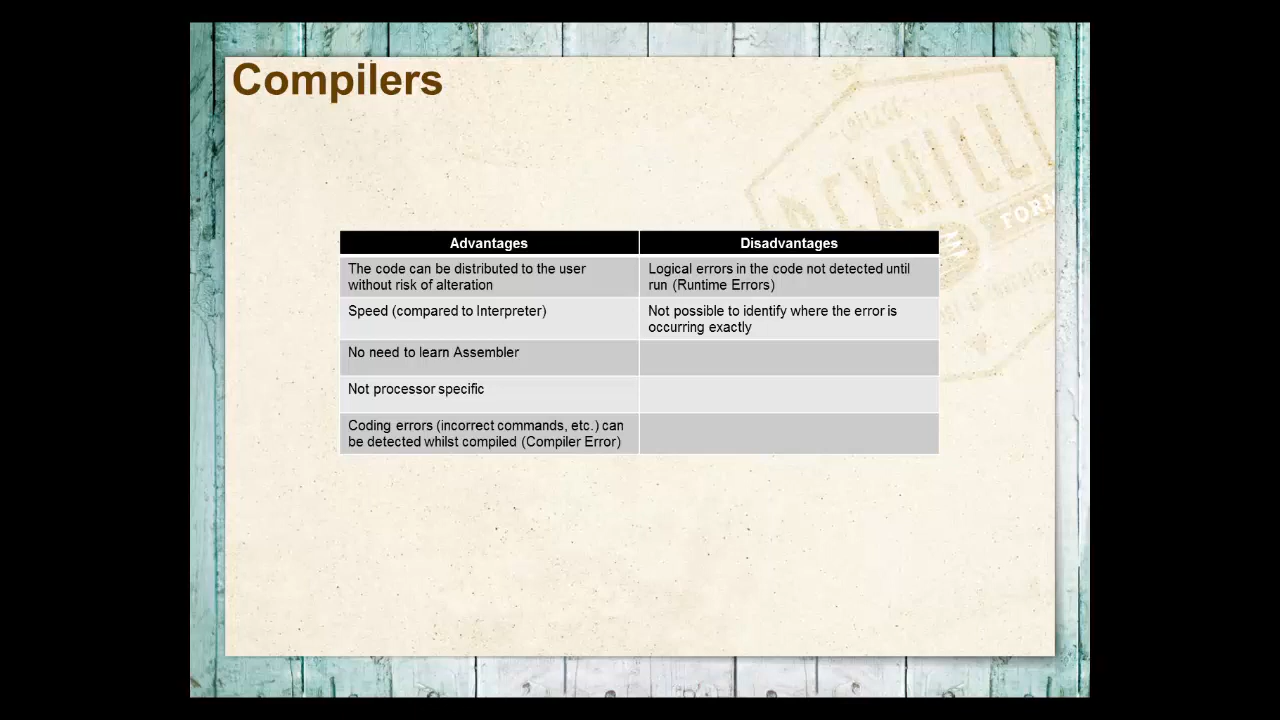 Compilers
Advantages
Disadvantages
The code can be distributed to the user
without risk of alteration
Logical errors in the code not detected until
run (Runtime Errors)
Speed (compared to Interpreter)
Not possible to identify where the error is
occurring exactly
No need to learn Assembler
Not processor specific
Coding errors (incorrect commands, etc.) can
be detected whilst compiled (Compiler Error)
COLLEGE
BEXHILL
FORM